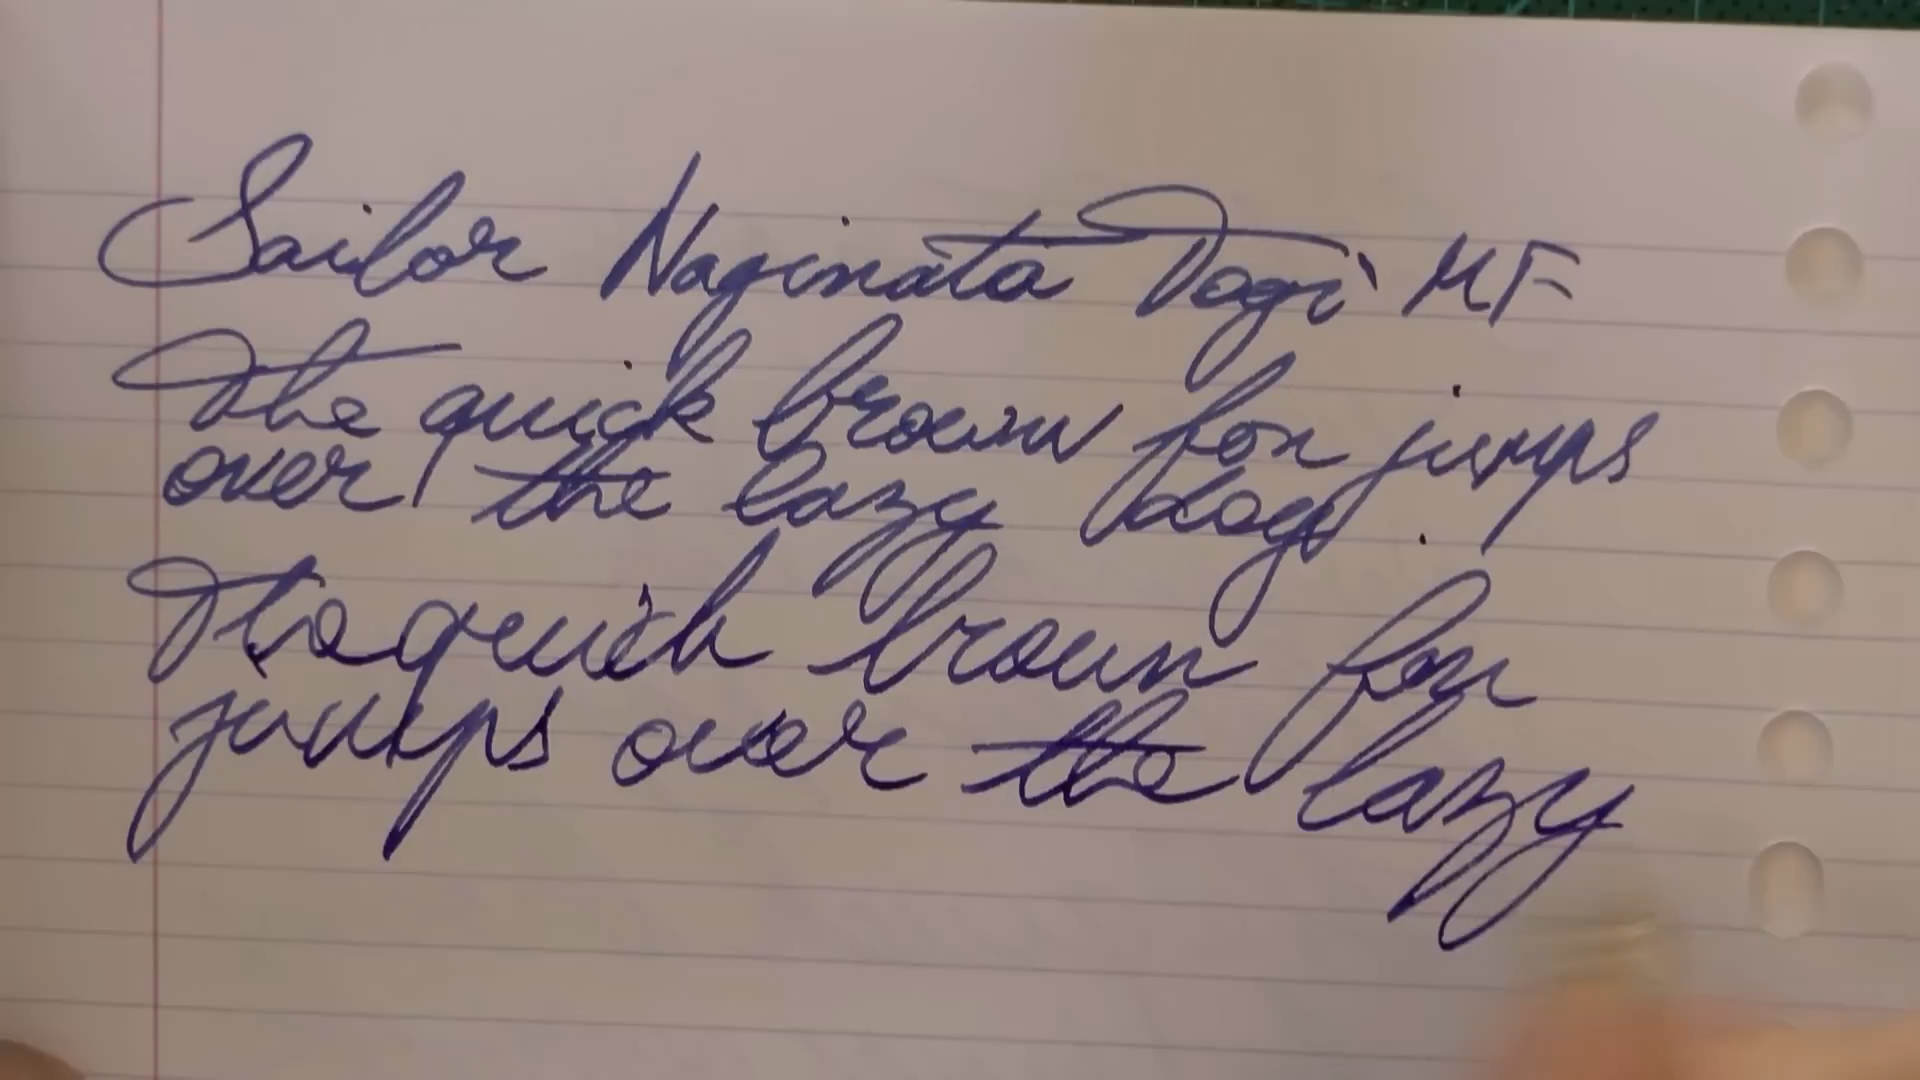 Sailor Naginata Togi MF
The quick brown fox jumps
over the lazy dog.
The quick brown fox
jumps over the lazy